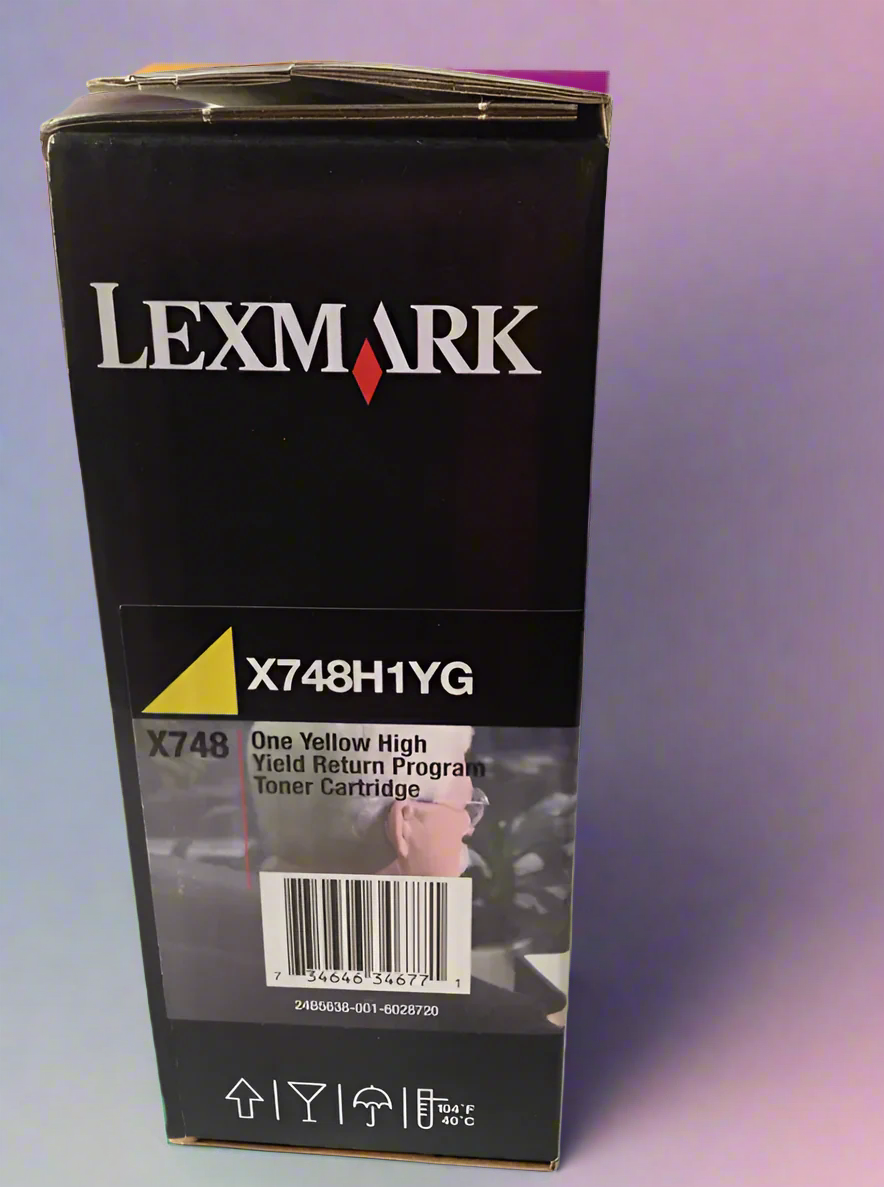 LEXMARK
X748H1YG
X748
One Yellow High
Yield Return Program
Toner Cartridge
7 34646 34677 1
24B5638-001-6028720
104°F
40°C